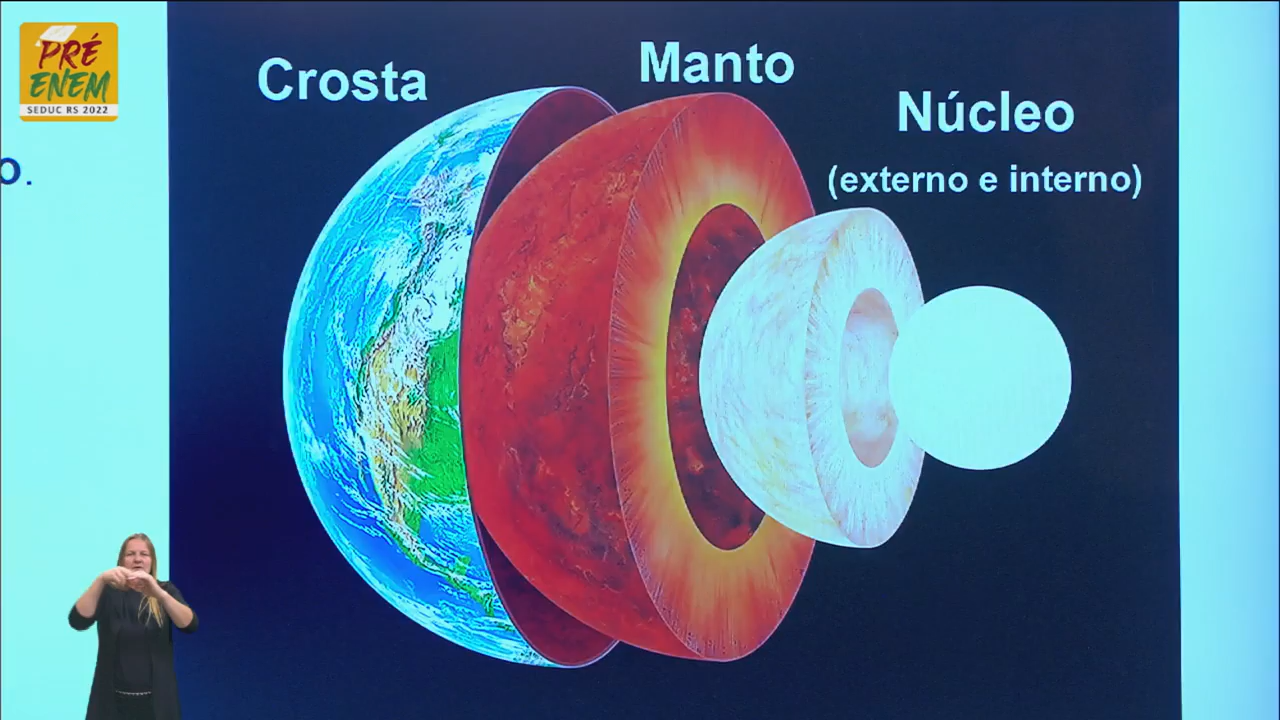 PRÉ
ENEM
SEDUC RS 2022
o.
Crosta
Manto
Núcleo
(externo e interno)